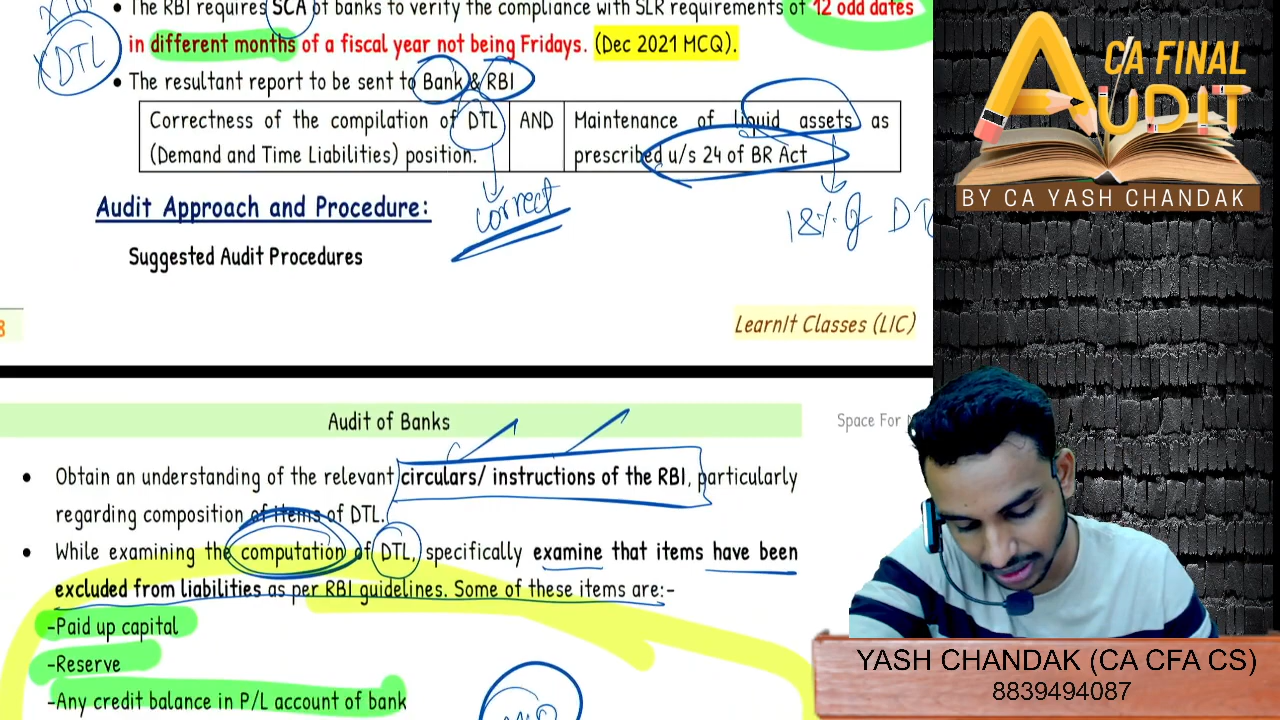 The RBI requires SCA of banks to verify the compliance with SLR requirements of 12 odd dates
in different months of a fiscal year not being Fridays. (Dec 2021 MCQ).
X DTL
The resultant report to be sent to Bank & RBI
Correctness of the compilation of DTL
(Demand and Time Liabilities) position.
AND
Maintenance of liquid assets as
prescribed u/s 24 of BR Act
correct
18% of DT
Audit Approach and Procedure:
Suggested Audit Procedures
8
LearnIt Classes (LIC)
Audit of Banks
Space For
Obtain an understanding of the relevant circulars/ instructions of the RBI, particularly
regarding composition of items of DTL.
While examining the computation of DTL, specifically examine that items have been
excluded from liabilities as per RBI guidelines. Some of these items are:-
-Paid up capital
-Reserve
-Any credit balance in P/L account of bank
CA FINAL
AUDIT
BY CA YASH CHANDAK
YASH CHANDAK (CA CFA CS)
8839494087